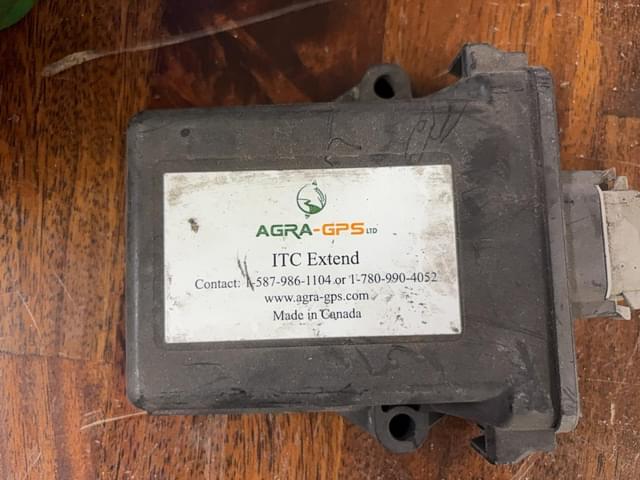 AGRA-GPS LTD
ITC Extend
Contact: 1-587-986-1104 or 1-780-990-4052
www.agra-gps.com
Made in Canada